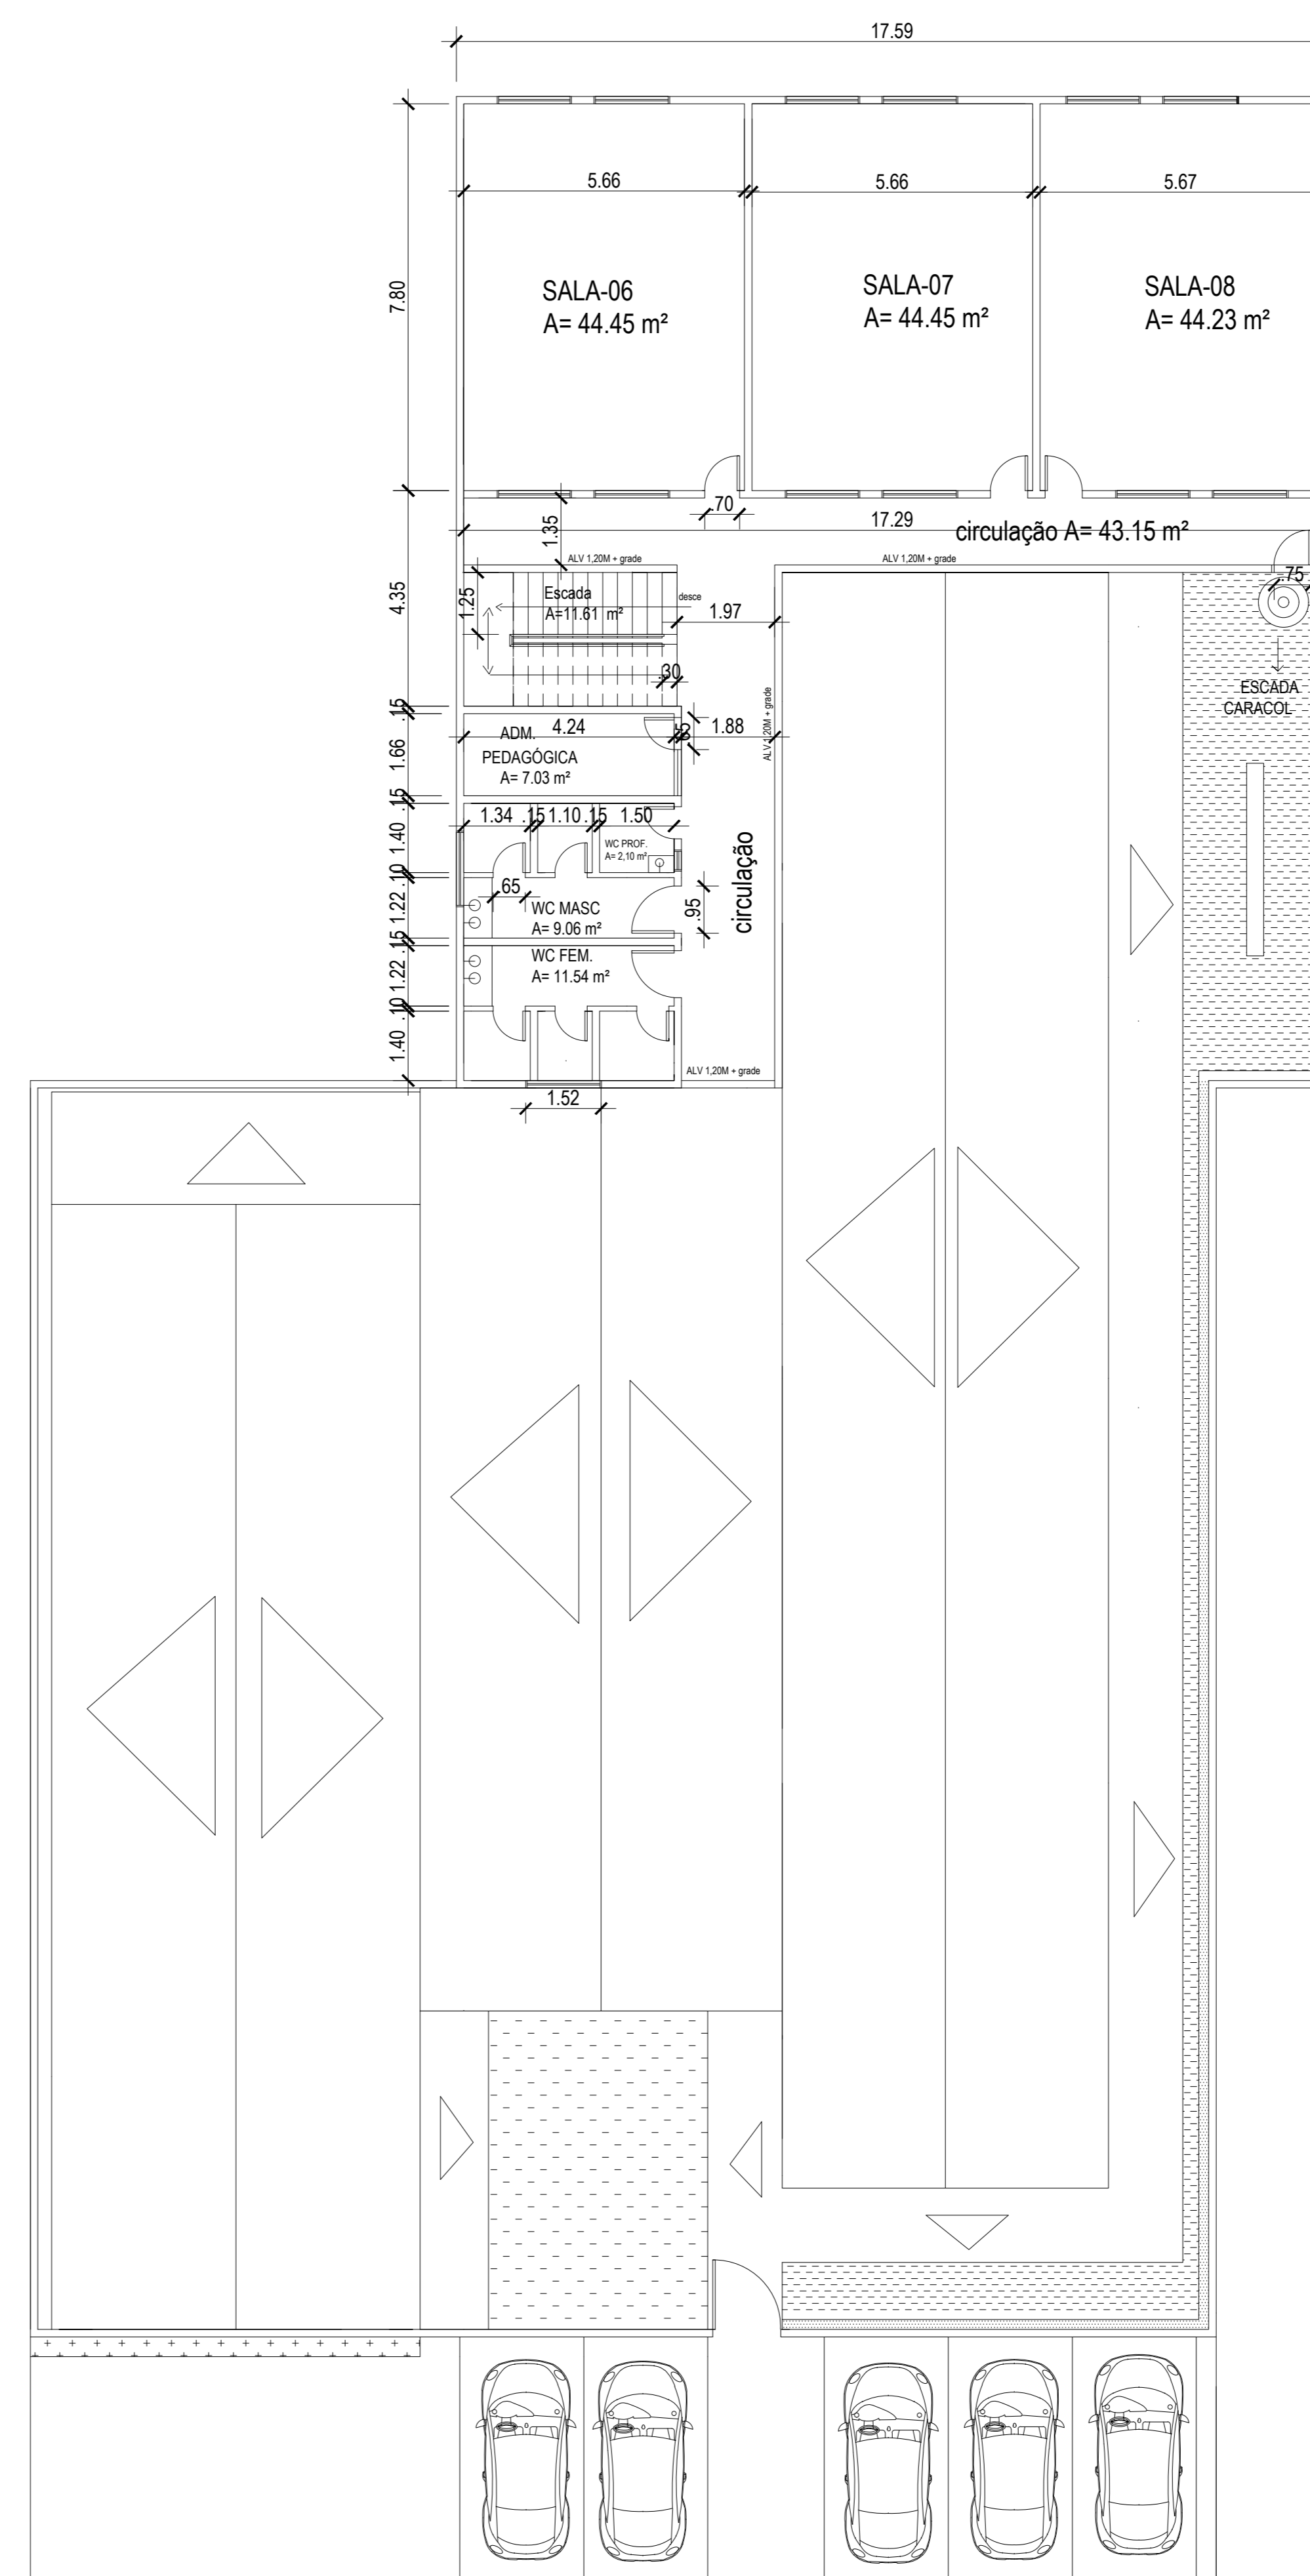 17.59
5.66
5.66
5.67
7.80
SALA-06
A= 44.45 m²
SALA-07
A= 44.45 m²
SALA-08
A= 44.23 m²
.70
17.29
circulação A= 43.15 m²
1.35
ALV 1,20M + grade
ALV 1,20M + grade
4.35
1.25
Escada
A=11.61 m²
desce
1.97
.75
.30
ESCADA
CARACOL
.15
ADM.
4.24
.65
1.88
ALV 1,20M + grade
1.66
PEDAGÓGICA
A= 7.03 m²
.15
1.34
.15
1.10
.15
1.50
1.40
WC PROF.
A= 2,10 m²
circulação
.10
.65
1.22
WC MASC
A= 9.06 m²
.95
.15
WC FEM.
A= 11.54 m²
1.22
.10
1.40
ALV 1,20M + grade
1.52